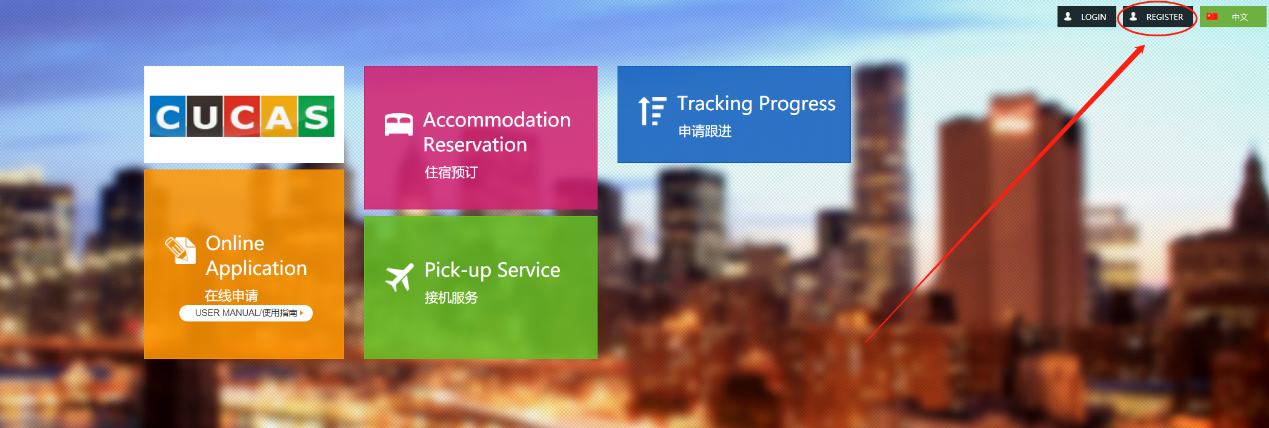 LOGIN
REGISTER
中文
CUCAS
Accommodation
Reservation
住宿预订
Tracking Progress
申请跟进
Online
Application
在线申请
USER MANUAL/使用指南
Pick-up Service
接机服务